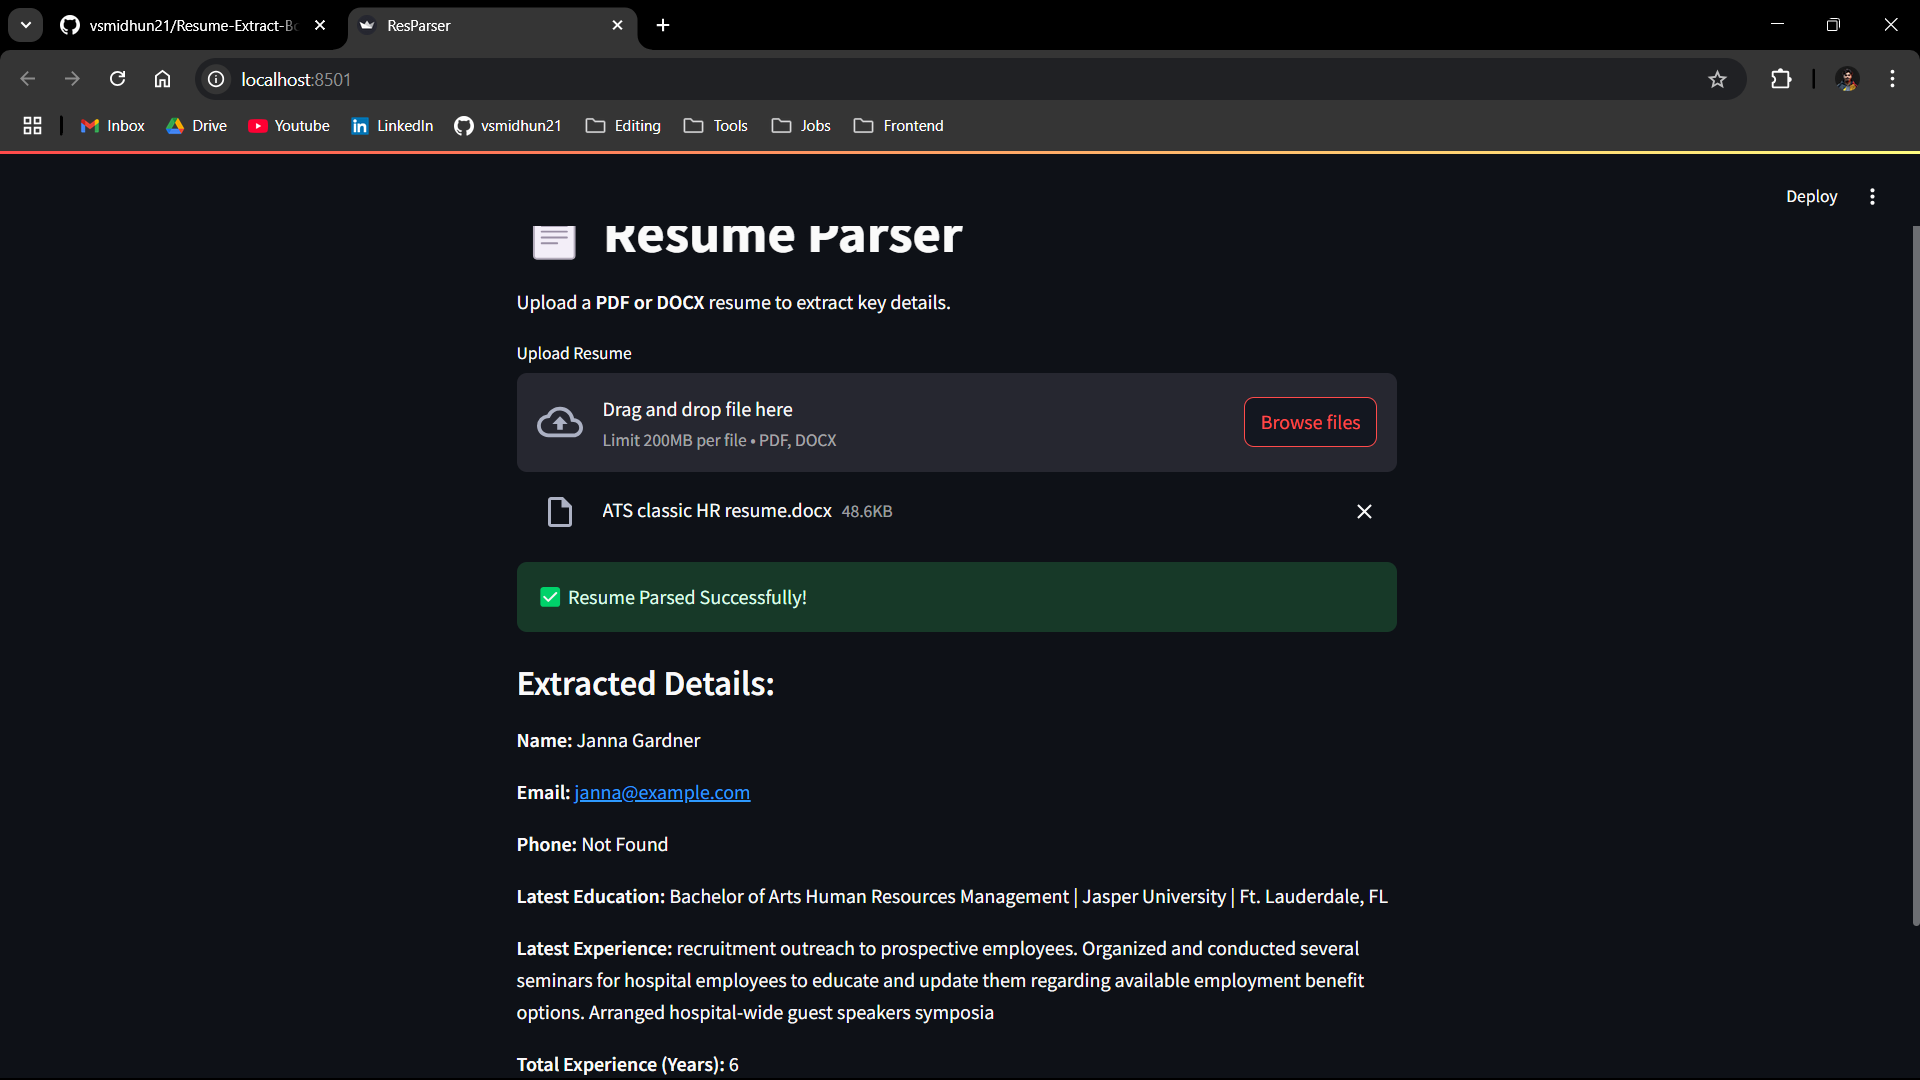 vsmidhun21/Resume-Extract-Bo
ResParser
localhost:8501
Inbox
Drive
Youtube
LinkedIn
vsmidhun21
Editing
Tools
Jobs
Frontend
Deploy
Resume Parser
Upload a PDF or DOCX resume to extract key details.
Upload Resume
Drag and drop file here
Limit 200MB per file • PDF, DOCX
Browse files
ATS classic HR resume.docx 48.6KB
Resume Parsed Successfully!
Extracted Details:
Name: Janna Gardner
Email: janna@example.com
Phone: Not Found
Latest Education: Bachelor of Arts Human Resources Management | Jasper University | Ft. Lauderdale, FL
Latest Experience: recruitment outreach to prospective employees. Organized and conducted several
seminars for hospital employees to educate and update them regarding available employment benefit
options. Arranged hospital-wide guest speakers symposia
Total Experience (Years): 6